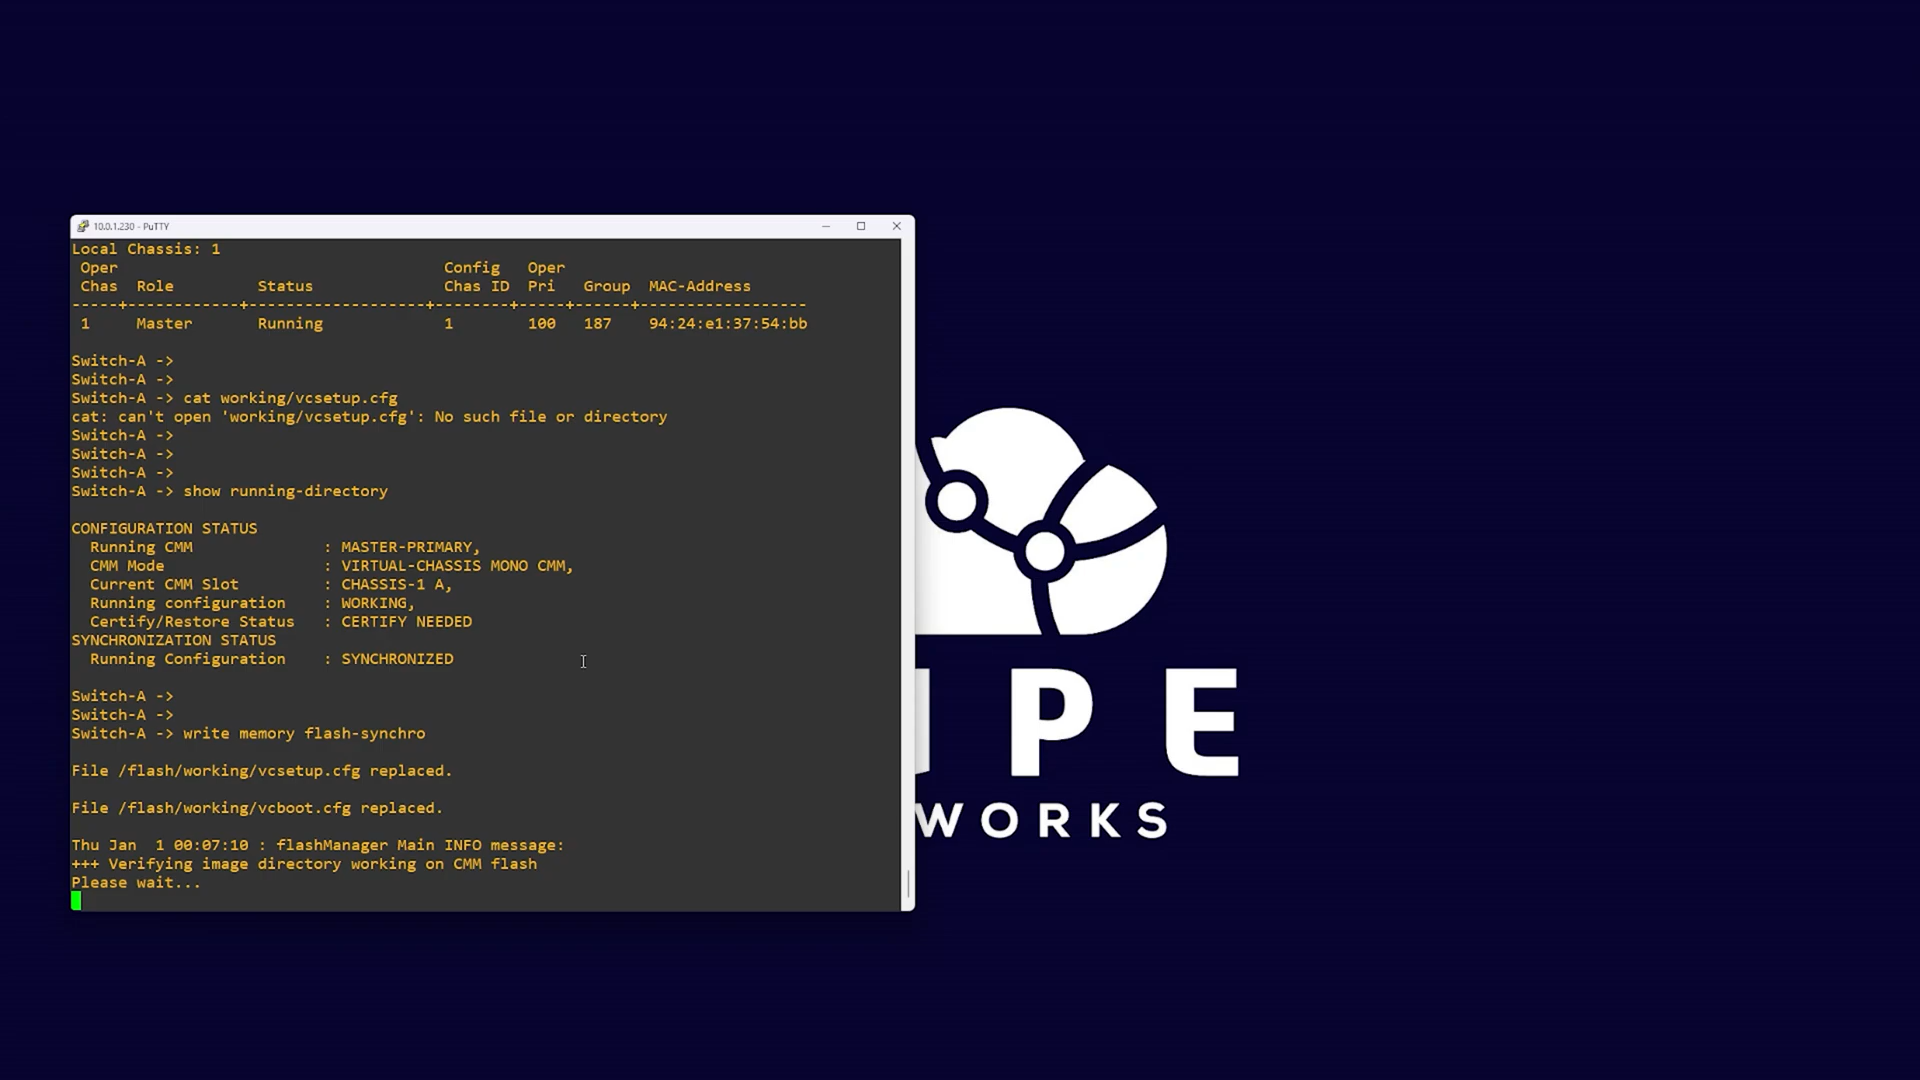 10.0.1.230 - PuTTY
Local Chassis: 1
Oper Config Oper
Chas Role Status Chas ID Pri Group MAC-Address
-----+------------+-------------------+--------+-----+------+------------------
1 Master Running 1 100 187 94:24:e1:37:54:bb
Switch-A ->
Switch-A ->
Switch-A -> cat working/vcsetup.cfg
cat: can't open 'working/vcsetup.cfg': No such file or directory
Switch-A ->
Switch-A ->
Switch-A ->
Switch-A -> show running-directory
CONFIGURATION STATUS
Running CMM : MASTER-PRIMARY,
CMM Mode : VIRTUAL-CHASSIS MONO CMM,
Current CMM Slot : CHASSIS-1 A,
Running configuration : WORKING,
Certify/Restore Status : CERTIFY NEEDED
SYNCHRONIZATION STATUS
Running Configuration : SYNCHRONIZED
Switch-A ->
Switch-A ->
Switch-A -> write memory flash-synchro
File /flash/working/vcsetup.cfg replaced.
File /flash/working/vcboot.cfg replaced.
Thu Jan 1 00:07:10 : flashManager Main INFO message:
+++ Verifying image directory working on CMM flash
Please wait...
IPE
WORKS